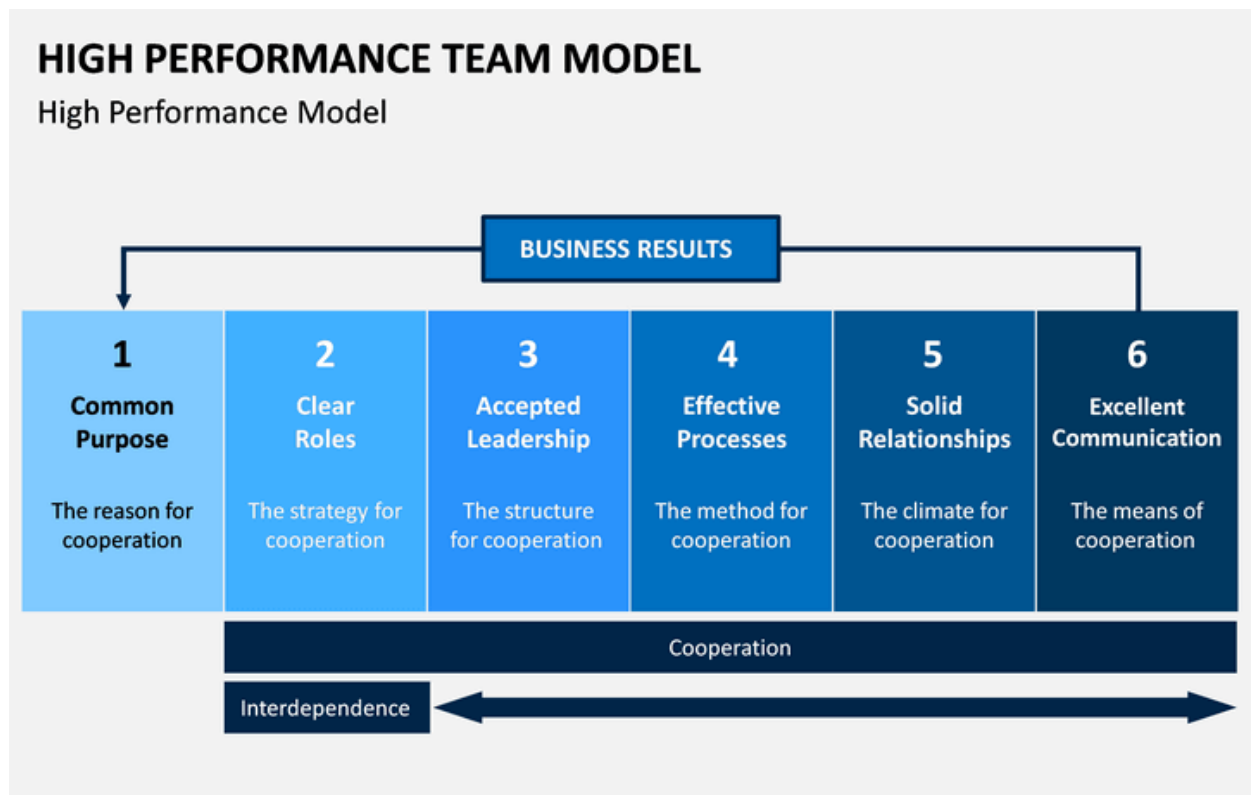 HIGH PERFORMANCE TEAM MODEL
High Performance Model
BUSINESS RESULTS
1
Common
Purpose
The reason for
cooperation
2
Clear
Roles
The strategy for
cooperation
3
Accepted
Leadership
The structure
for cooperation
4
Effective
Processes
The method for
cooperation
5
Solid
Relationships
The climate for
cooperation
6
Excellent
Communication
The means of
cooperation
Cooperation
Interdependence